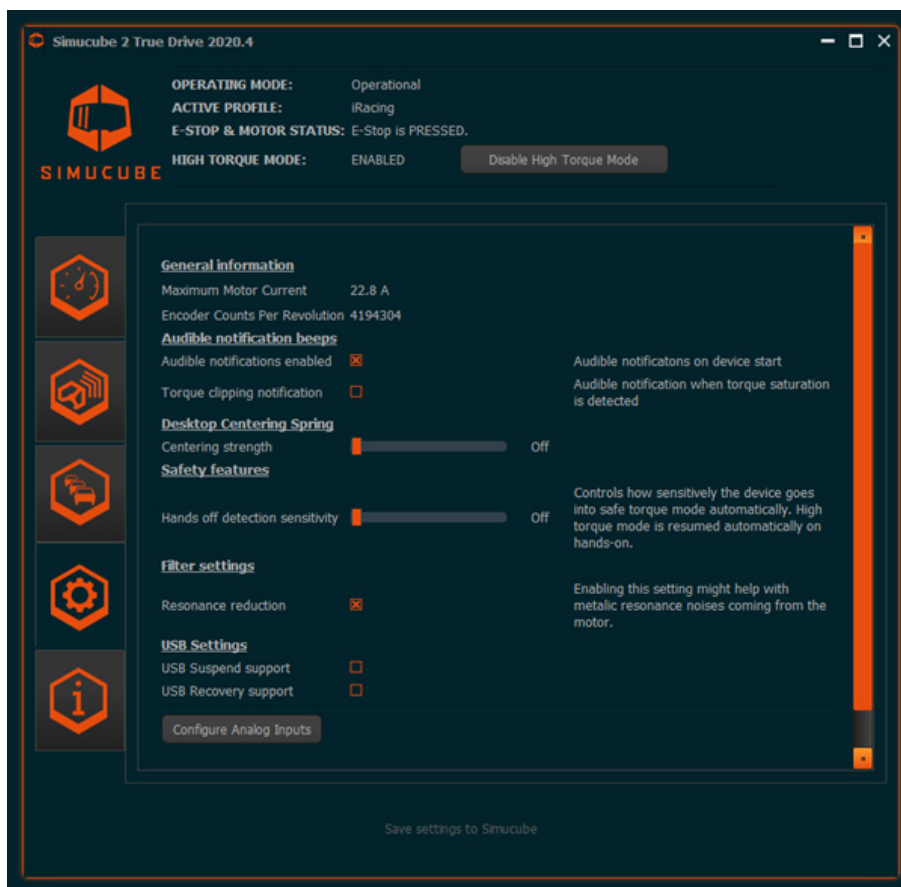 Simucube 2 True Drive 2020.4
OPERATING MODE: Operational
ACTIVE PROFILE: iRacing
E-STOP & MOTOR STATUS: E-Stop is PRESSED.
HIGH TORQUE MODE: ENABLED Disable High Torque Mode
SIMUCUBE
General information
Maximum Motor Current 22.8 A
Encoder Counts Per Revolution 4194304
Audible notification beeps
Audible notifications enabled Audible notificatons on device start
Torque clipping notification Audible notification when torque saturation
is detected
Desktop Centering Spring
Centering strength Off
Safety features
Hands off detection sensitivity Off
Controls how sensitively the device goes
into safe torque mode automatically. High
torque mode is resumed automatically on
hands-on.
Filter settings
Resonance reduction
Enabling this setting might help with
metalic resonance noises coming from the
motor.
USB Settings
USB Suspend support
USB Recovery support
Configure Analog Inputs
Save settings to Simucube